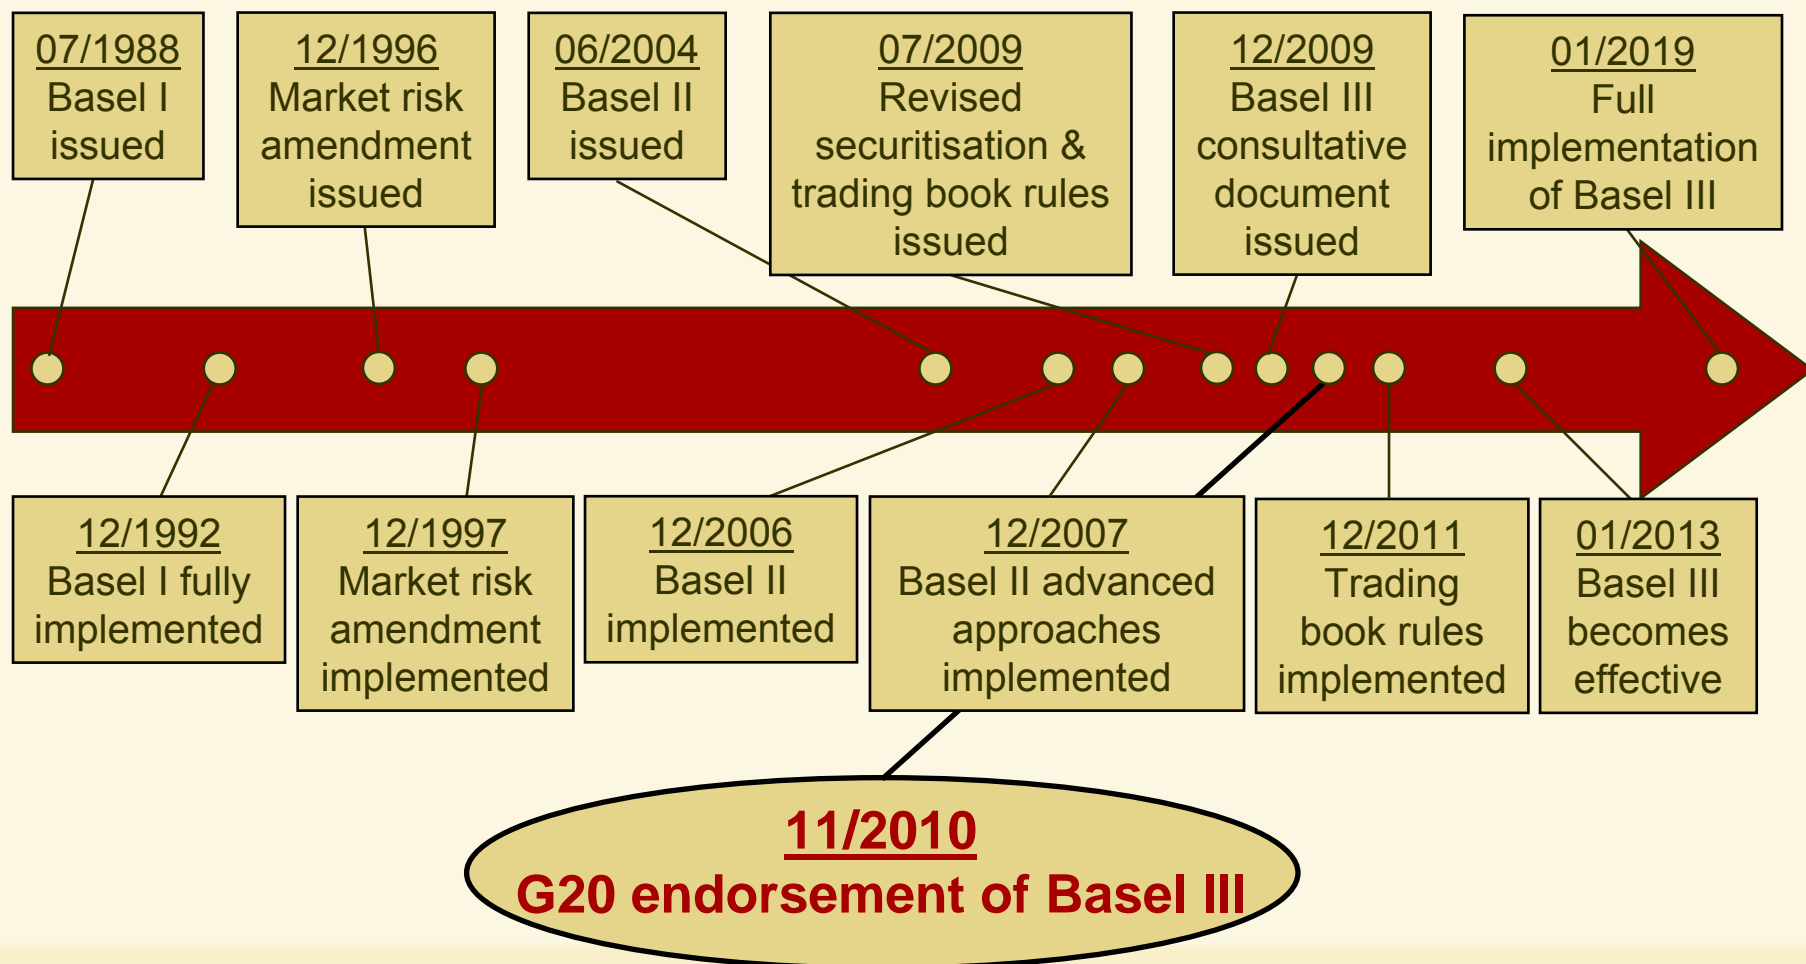 07/1988
Basel I
issued
12/1996
Market risk
amendment
issued
06/2004
Basel II
issued
07/2009
Revised
securitisation &
trading book rules
issued
12/2009
Basel III
consultative
document
issued
01/2019
Full
implementation
of Basel III
12/1992
Basel I fully
implemented
12/1997
Market risk
amendment
implemented
12/2006
Basel II
implemented
12/2007
Basel II advanced
approaches
implemented
12/2011
Trading
book rules
implemented
01/2013
Basel III
becomes
effective
11/2010
G20 endorsement of Basel III